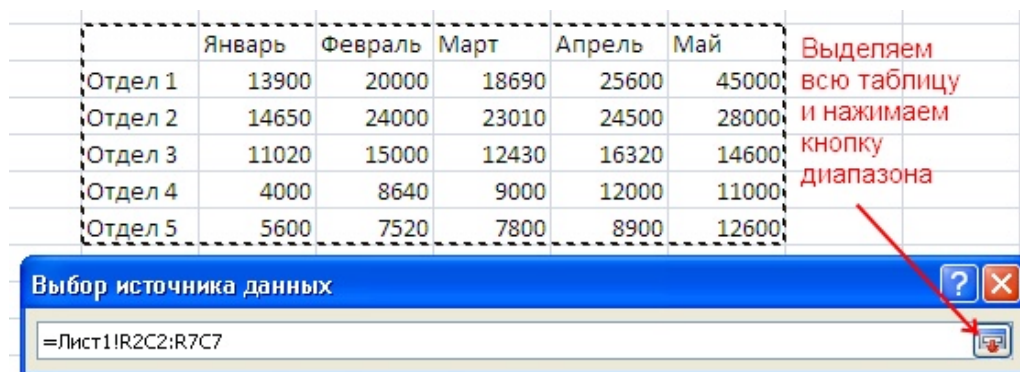 Январь Февраль Март Апрель Май
Отдел 1 13900 20000 18690 25600 45000
Отдел 2 14650 24000 23010 24500 28000
Отдел 3 11020 15000 12430 16320 14600
Отдел 4 4000 8640 9000 12000 11000
Отдел 5 5600 7520 7800 8900 12600
Выделяем
всю таблицу
и нажимаем
кнопку
диапазона
Выбор источника данных
=Лист1!R2C2:R7C7